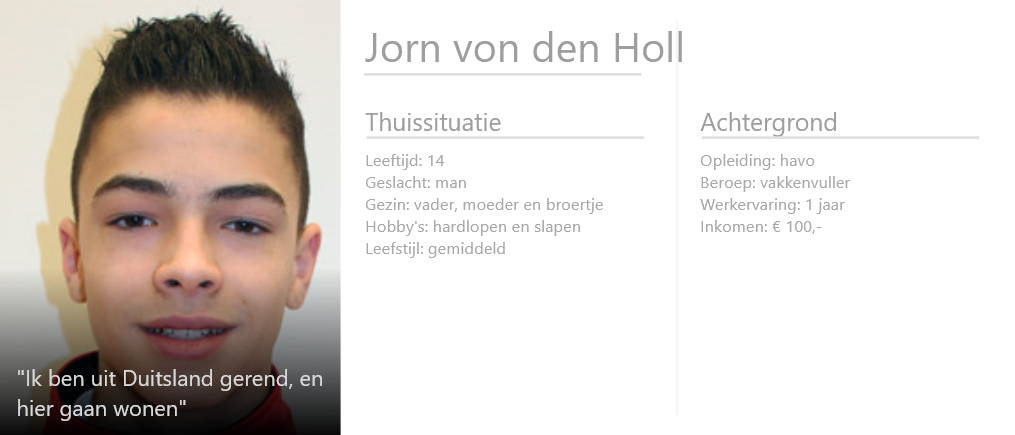 Jorn von den Holl
Thuissituatie
Leeftijd: 14
Geslacht: man
Gezin: vader, moeder en broertje
Hobby's: hardlopen en slapen
Leefstijl: gemiddeld
Achtergrond
Opleiding: havo
Beroep: vakkenvuller
Werkervaring: 1 jaar
Inkomen: € 100,-
"Ik ben uit Duitsland gerend, en
hier gaan wonen"